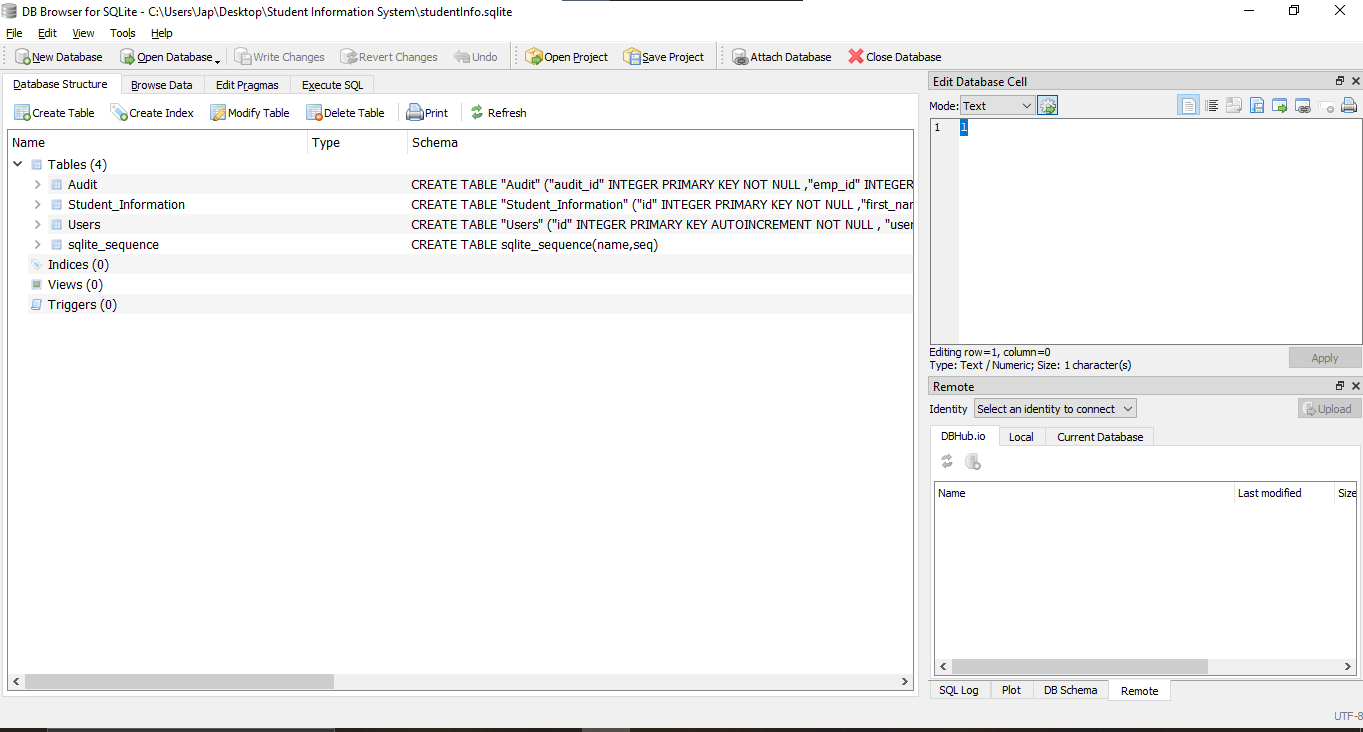 DB Browser for SQLite - C:\Users\Jap\Desktop\Student Information System\studentInfo.sqlite
File Edit View Tools Help
New Database Open Database Write Changes Revert Changes Undo Open Project Save Project Attach Database Close Database
Database Structure Browse Data Edit Pragmas Execute SQL
Create Table Create Index Modify Table Delete Table Print Refresh
Name Type Schema
Tables (4)
Audit CREATE TABLE "Audit" ("audit_id" INTEGER PRIMARY KEY NOT NULL ,"emp_id" INTEGER
Student_Information CREATE TABLE "Student_Information" ("id" INTEGER PRIMARY KEY NOT NULL ,"first_nar
Users CREATE TABLE "Users" ("id" INTEGER PRIMARY KEY AUTOINCREMENT NOT NULL , "user
sqlite_sequence CREATE TABLE sqlite_sequence(name,seq)
Indices (0)
Views (0)
Triggers (0)
Edit Database Cell
Mode: Text
1 1
Editing row=1, column=0
Type: Text / Numeric; Size: 1 character(s)
Apply
Remote
Identity Select an identity to connect Upload
DBHub.io Local Current Database
Name Last modified Size
SQL Log Plot DB Schema Remote
UTF-8